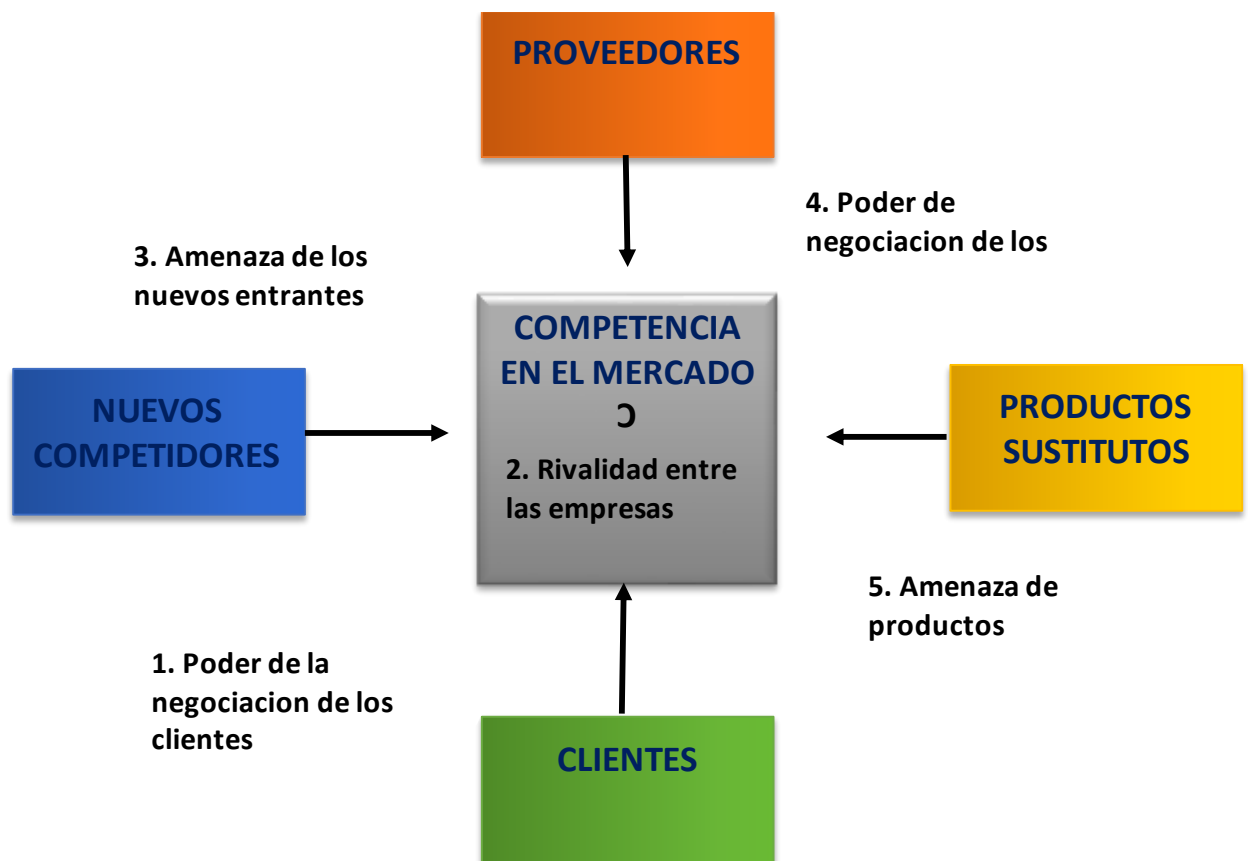 PROVEEDORES
4. Poder de
negociacion de los
3. Amenaza de los
nuevos entrantes
COMPETENCIA
EN EL MERCADO
Ɔ
2. Rivalidad entre
las empresas
NUEVOS
COMPETIDORES
PRODUCTOS
SUSTITUTOS
5. Amenaza de
productos
1. Poder de la
negociacion de los
clientes
CLIENTES